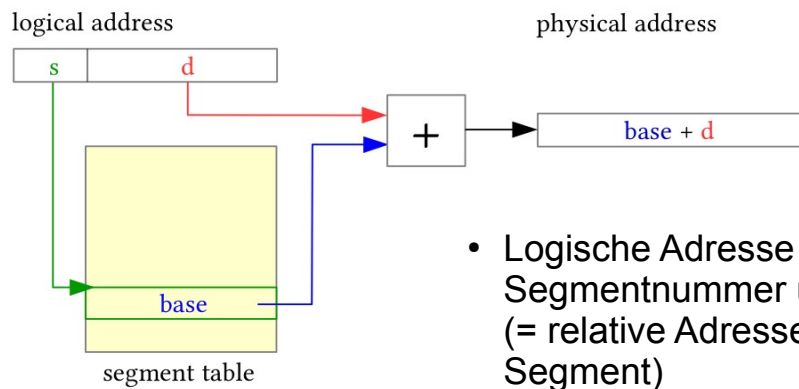 logical address
physical address
s
d
+
base + d
base
segment table
• Logische Adresse
Segmentnummer
(= relative Adresse
Segment)